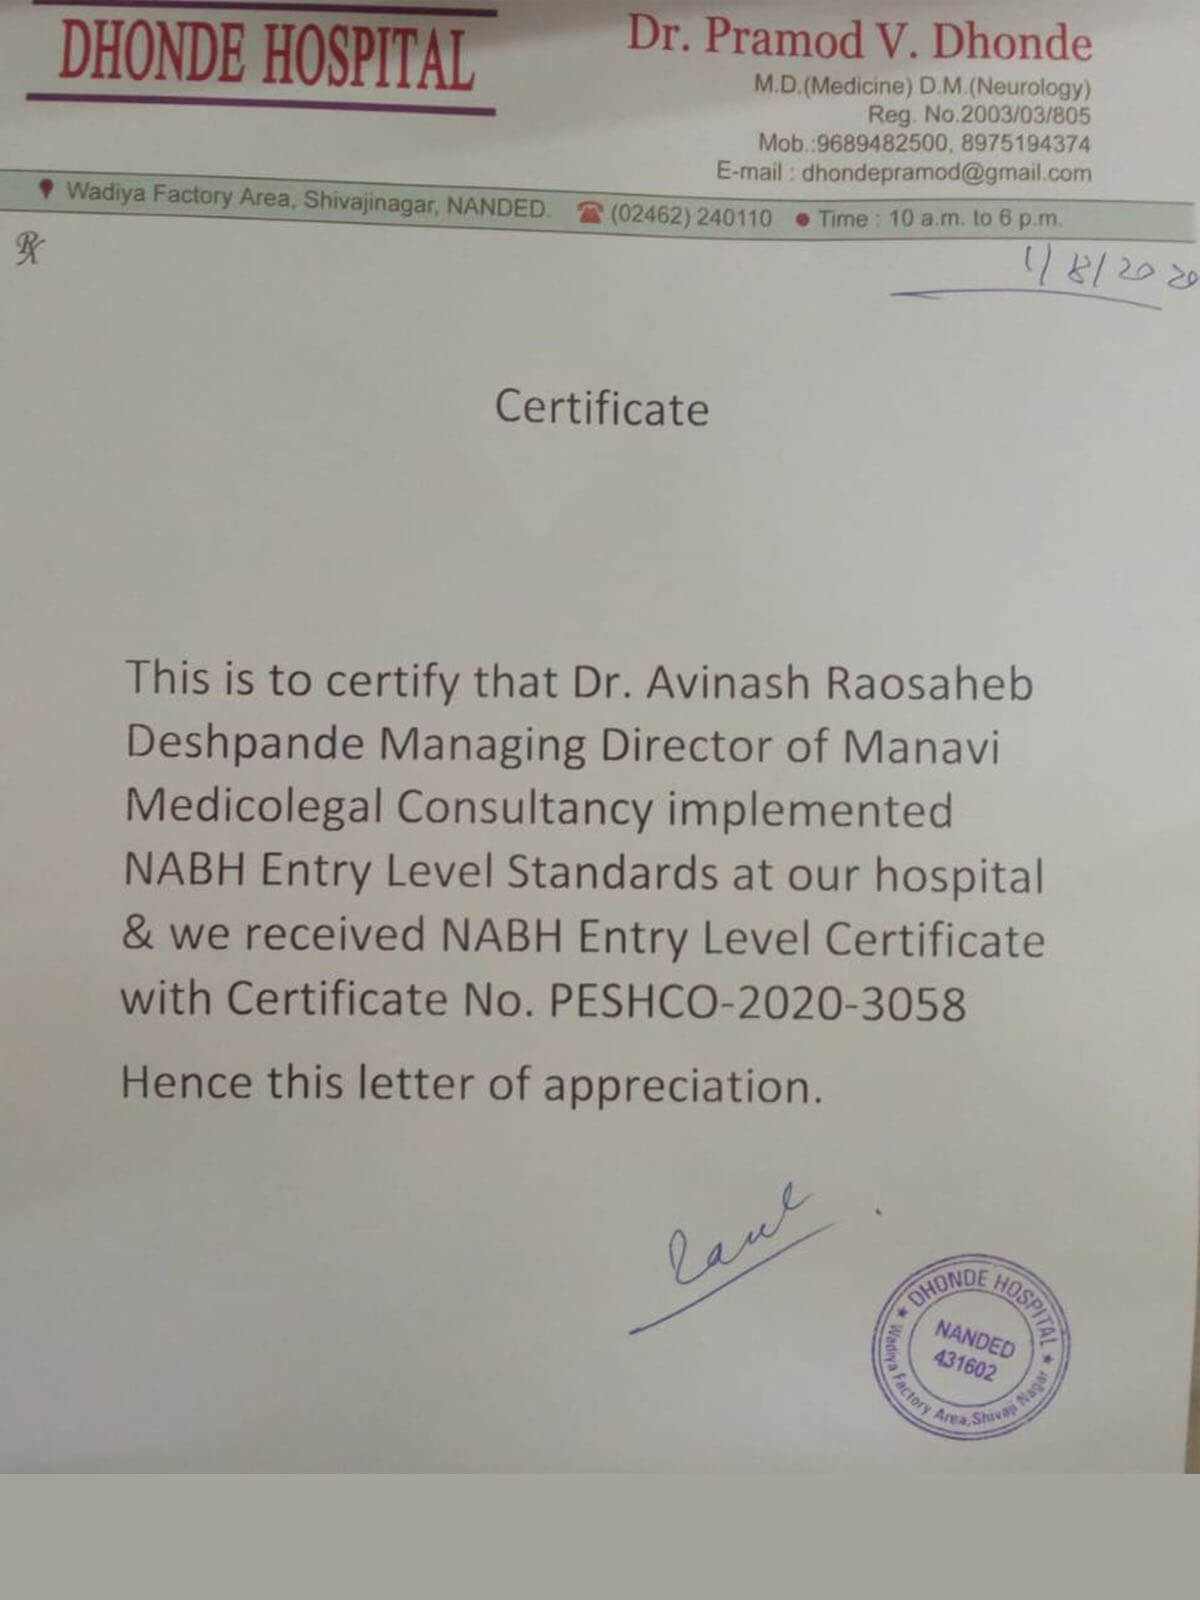 DHONDE HOSPITAL
Dr. Pramod V. Dhonde
M.D.(Medicine) D.M.(Neurology)
Reg. No.2003/03/805
Mob.:9689482500, 8975194374
E-mail : dhondepramod@gmail.com
Wadiya Factory Area, Shivajinagar, NANDED. (02462) 240110 • Time : 10 a.m. to 6 p.m.
℞
1/8/2020
Certificate
This is to certify that Dr. Avinash Raosaheb
Deshpande Managing Director of Manavi
Medicolegal Consultancy implemented
NABH Entry Level Standards at our hospital
& we received NABH Entry Level Certificate
with Certificate No. PESHCO-2020-3058
Hence this letter of appreciation.
★ DHONDE HOSPITAL ★
NANDED
431602
Wadiya Factory Area, Shivaji Nagar